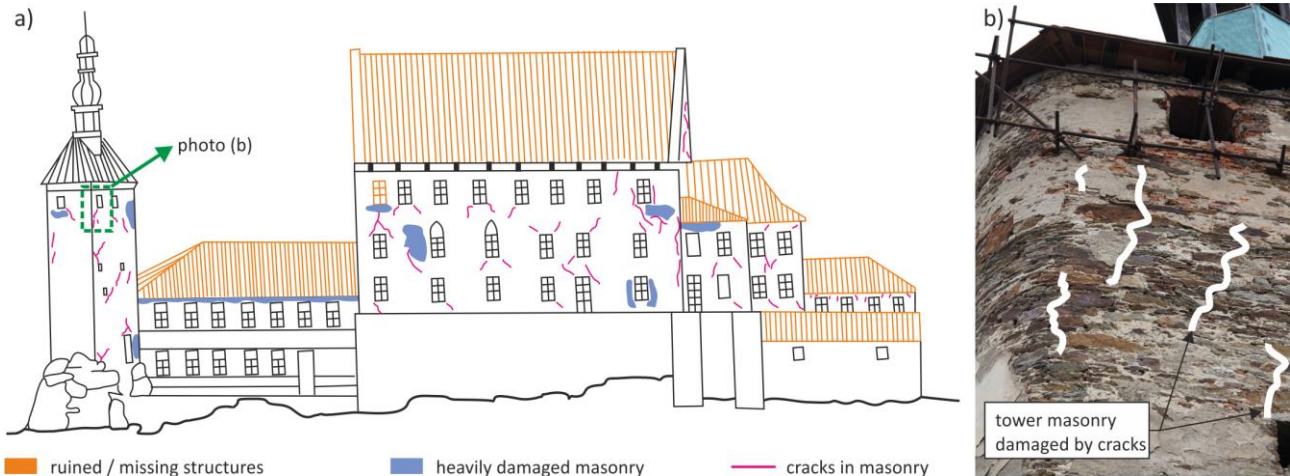 a)
b)
photo (b)
tower masonry
damaged by cracks
ruined / missing structures
heavily damaged masonry
cracks in masonry